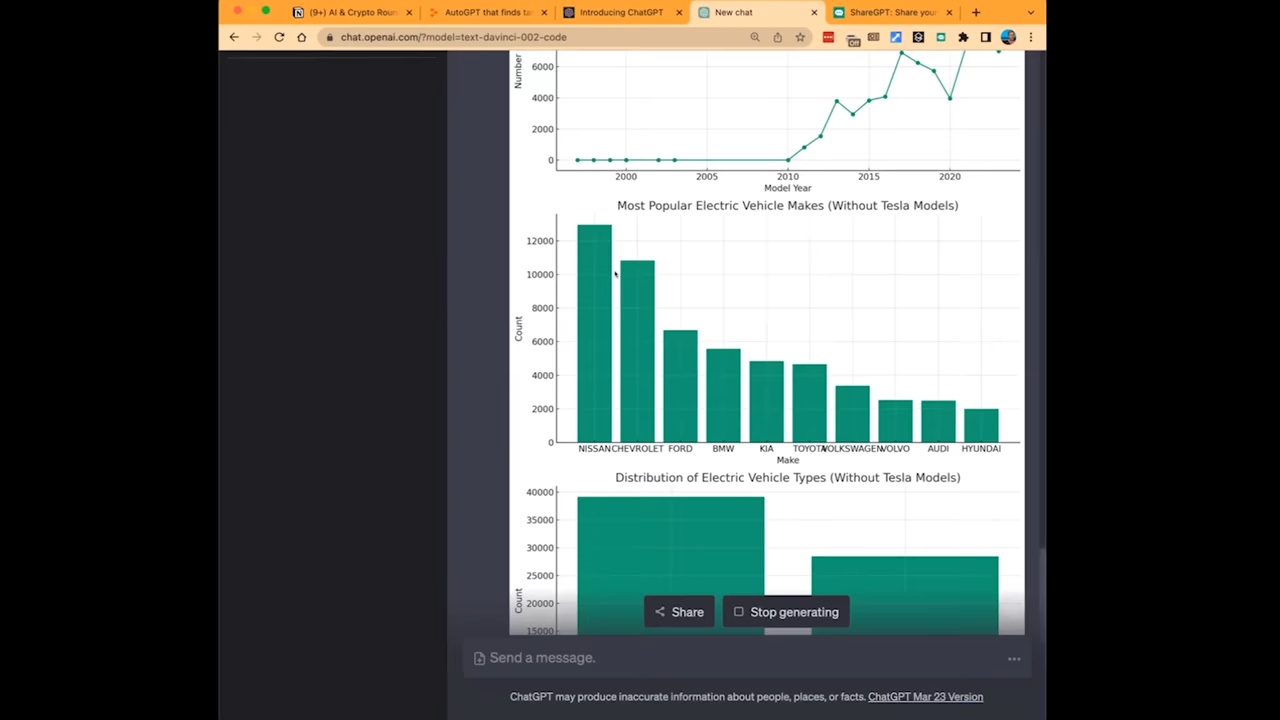 (9+) AI & Crypto Roun
AutoGPT that finds ta
Introducing ChatGPT
New chat
ShareGPT: Share your
chat.openai.com/?model=text-davinci-002-code
Off
Number
6000
4000
2000
0
2000
2005
2010
2015
2020
Model Year
Most Popular Electric Vehicle Makes (Without Tesla Models)
12000
10000
8000
6000
4000
2000
0
Count
NISSAN
CHEVROLET
FORD
BMW
KIA
TOYOTA
VOLKSWAGEN
VOLVO
AUDI
HYUNDAI
Make
Distribution of Electric Vehicle Types (Without Tesla Models)
40000
35000
30000
25000
20000
15000
Count
Share
Stop generating
Send a message.
ChatGPT may produce inaccurate information about people, places, or facts. ChatGPT Mar 23 Version